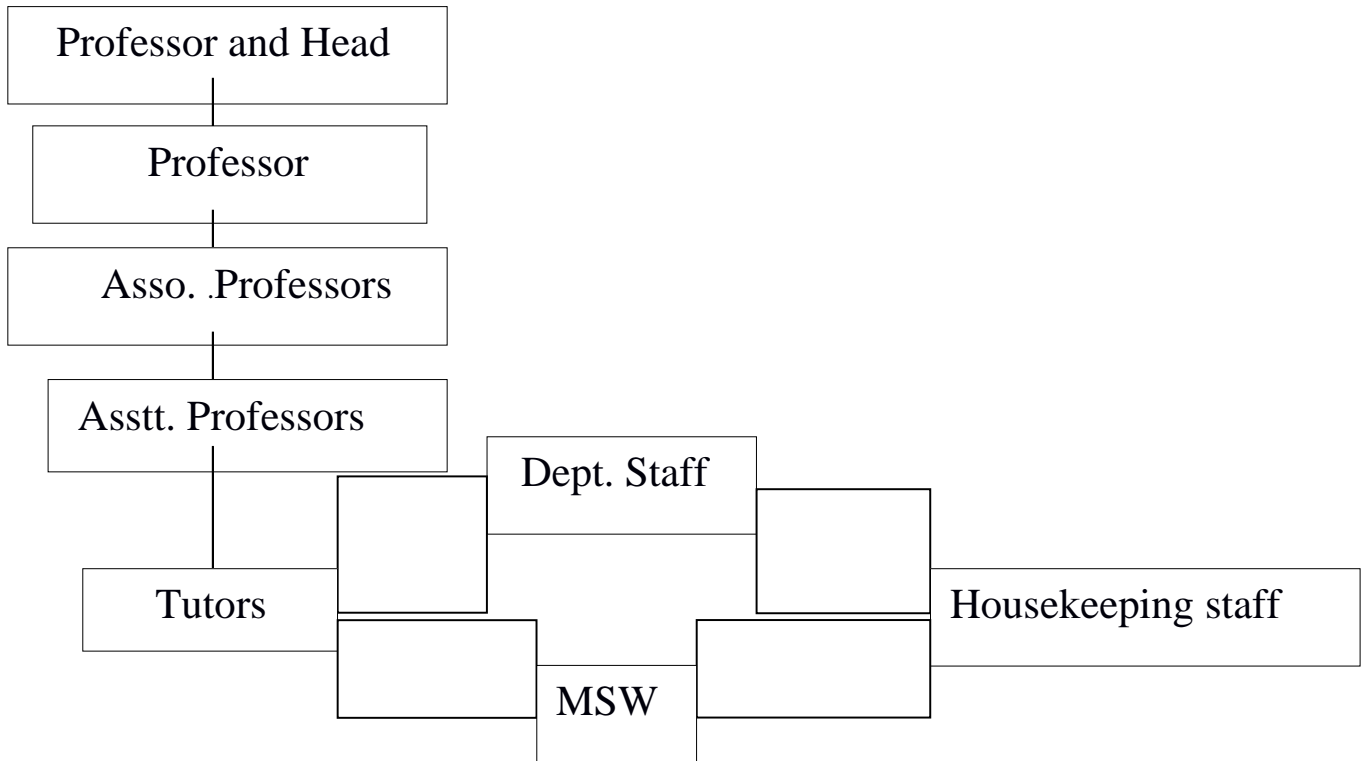 Professor and Head
Professor
Asso. .Professors
Asstt. Professors
Dept. Staff
Tutors
Housekeeping staff
MSW